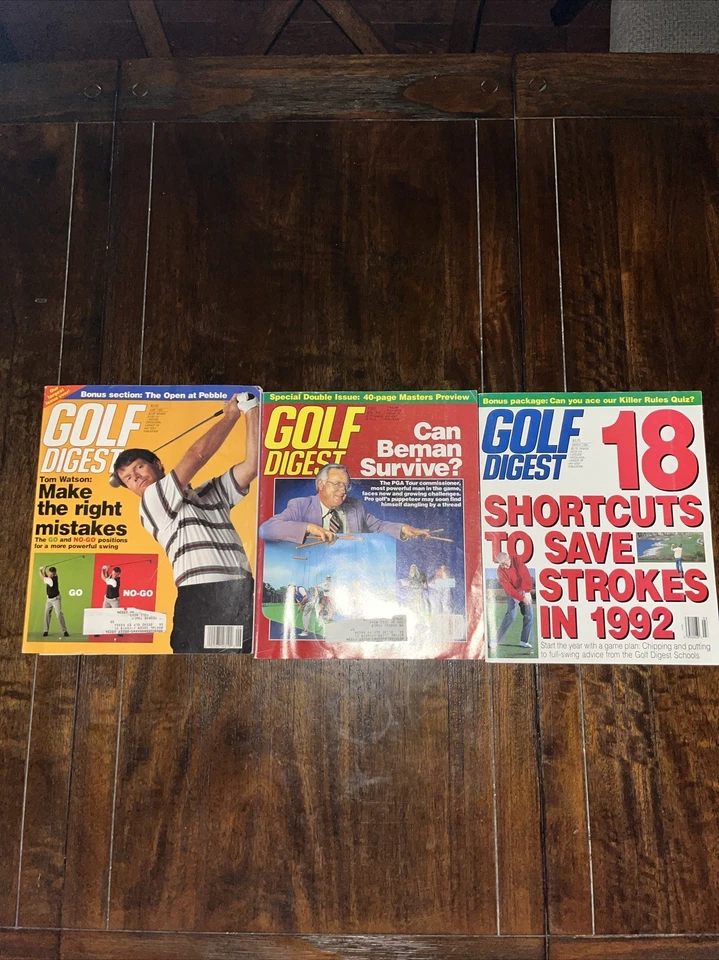 Bonus section: The Open at Pebble
GOLF
DIGEST
Tom Watson:
Make
the right
mistakes
The GO and NO-GO positions
for a more powerful swing
GO
NO-GO
Special Double Issue: 40-page Masters Preview
GOLF
DIGEST
Can
Beman
Survive?
The PGA Tour commissioner,
most powerful man in the game,
faces new and growing challenges.
Pro golf's puppeteer may soon find
himself dangling by a thread
Bonus package: Can you ace our Killer Rules Quiz?
GOLF
DIGEST
18
SHORTCUTS
TO SAVE
STROKES
IN 1992
Start the year with a game plan: Chipping and putting
to full-swing advice from the Golf Digest Schools